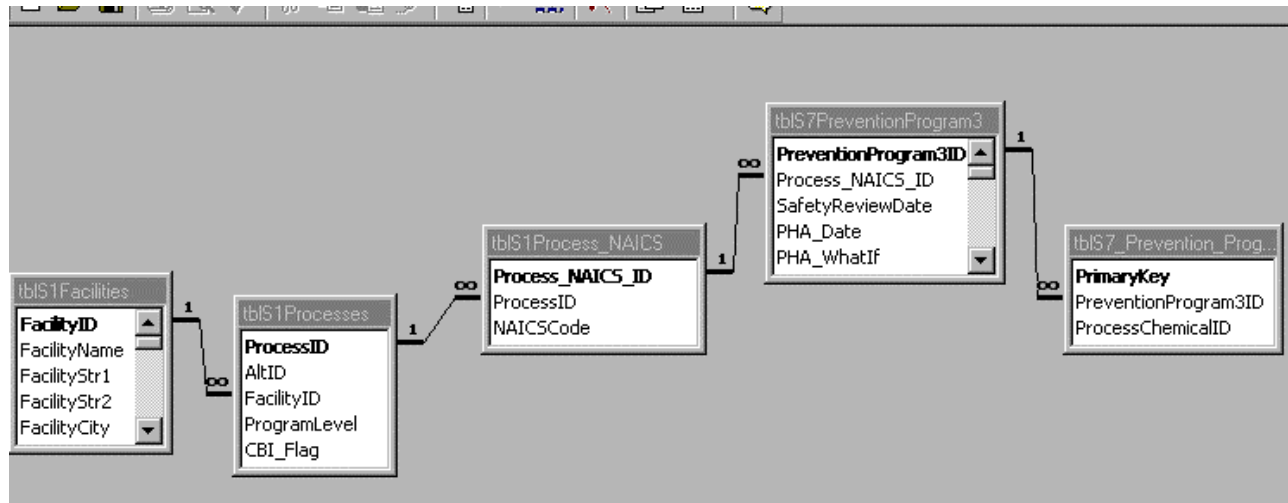 tblS1Facilities
FacilityID
FacilityName
FacilityStr1
FacilityStr2
FacilityCity
1
∞
tblS1Processes
ProcessID
AltID
FacilityID
ProgramLevel
CBI_Flag
1
∞
tblS1Process_NAICS
Process_NAICS_ID
ProcessID
NAICSCode
1
∞
tblS7PreventionProgram3
PreventionProgram3ID
Process_NAICS_ID
SafetyReviewDate
PHA_Date
PHA_WhatIf
1
∞
tblS7_Prevention_Prog...
PrimaryKey
PreventionProgram3ID
ProcessChemicalID